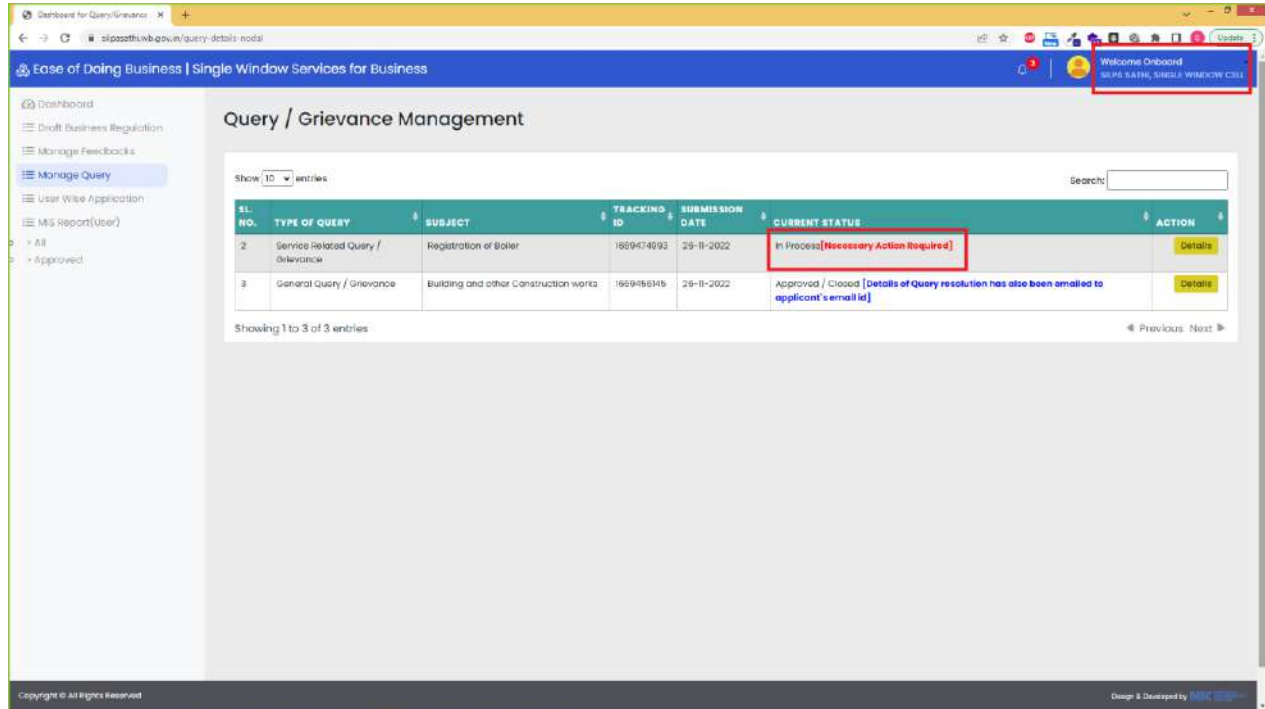 Dashboard for Query/Grievance
silpasathi.wb.gov.in/query-details-nodal
Update
Ease of Doing Business | Single Window Services for Business
3
Welcome Onboard
SILPA SATHI, SINGLE WINDOW CELL
Dashboard
Draft Business Regulation
Manage Feedbacks
Manage Query
User Wise Application
MIS Report(User)
> All
> Approved
Query / Grievance Management
Show 10 entries
Search:
SL. NO. TYPE OF QUERY SUBJECT TRACKING ID SUBMISSION DATE CURRENT STATUS ACTION
2 Service Related Query / Grievance Registration of Boiler 1669474993 26-11-2022 In Process[Necessary Action Required] Details
3 General Query / Grievance Building and other Construction works 1669456145 26-11-2022 Approved / Closed [Details of Query resolution has also been emailed to applicant's email id] Details
Showing 1 to 3 of 3 entries
Previous Next
Copyright © All Rights Reserved
Design & Developed by NIC